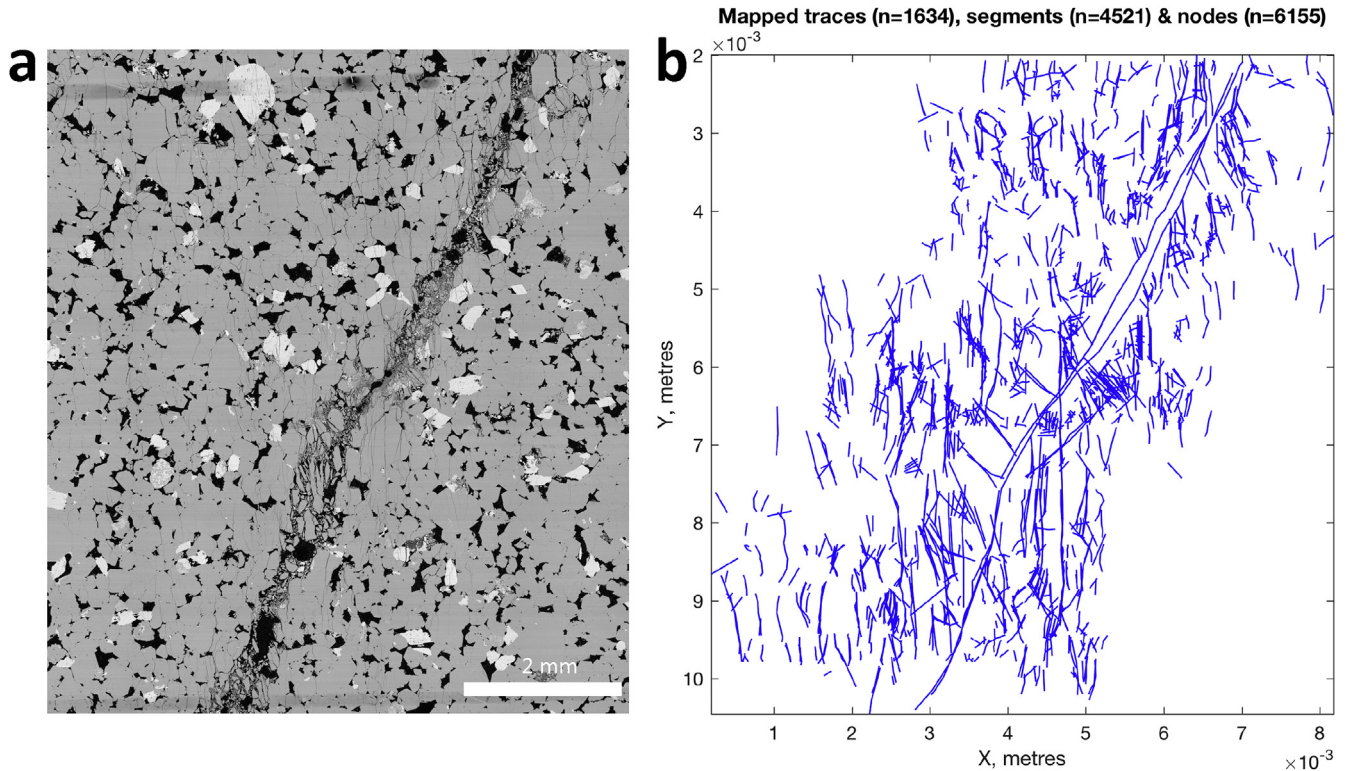 Mapped traces (n=1634), segments (n=4521) & nodes (n=6155)
a
b
×10⁻³
2
3
4
5
6
7
8
9
10
Y, metres
2 mm
1 2 3 4 5 6 7 8
X, metres
×10⁻³